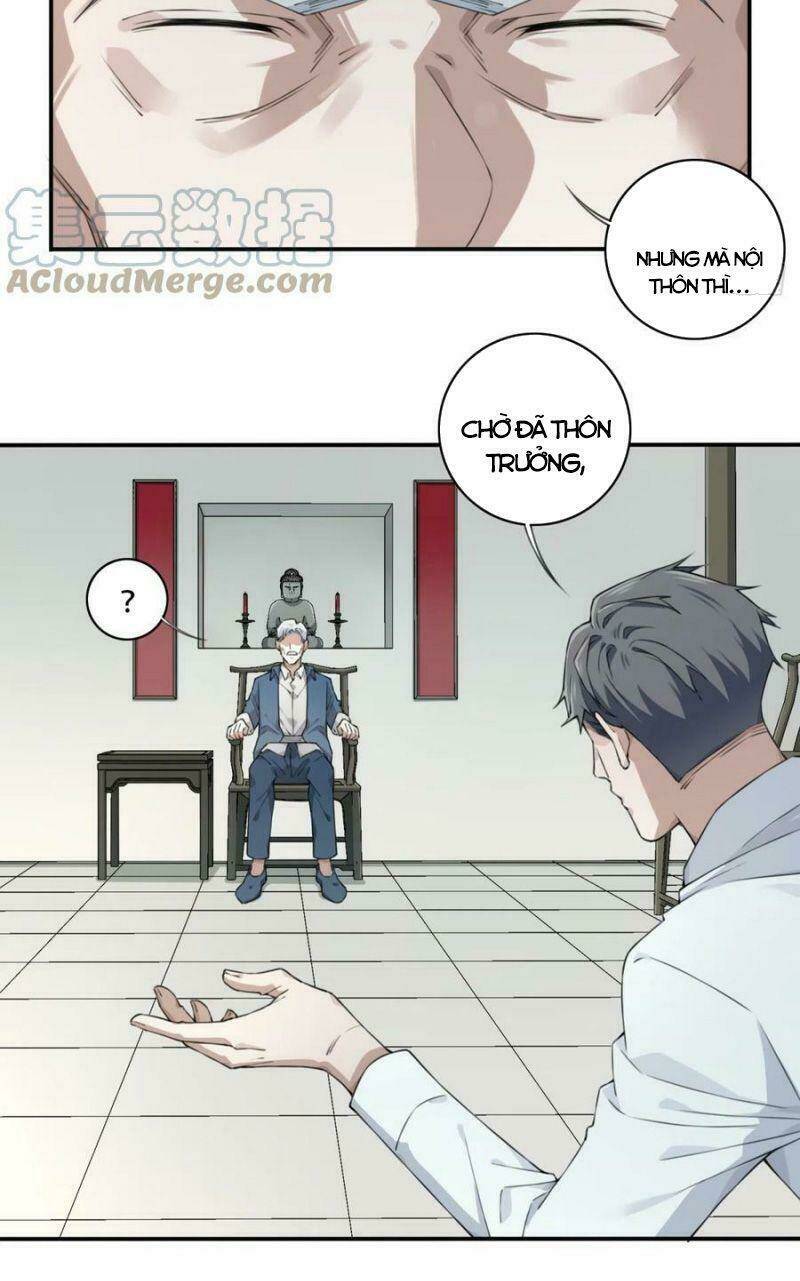 集云数据
ACloudMerge.com
NHƯNG MÀ NỘI
THÔN THÌ...
CHỜ ĐÃ THÔN
TRƯỞNG,
?